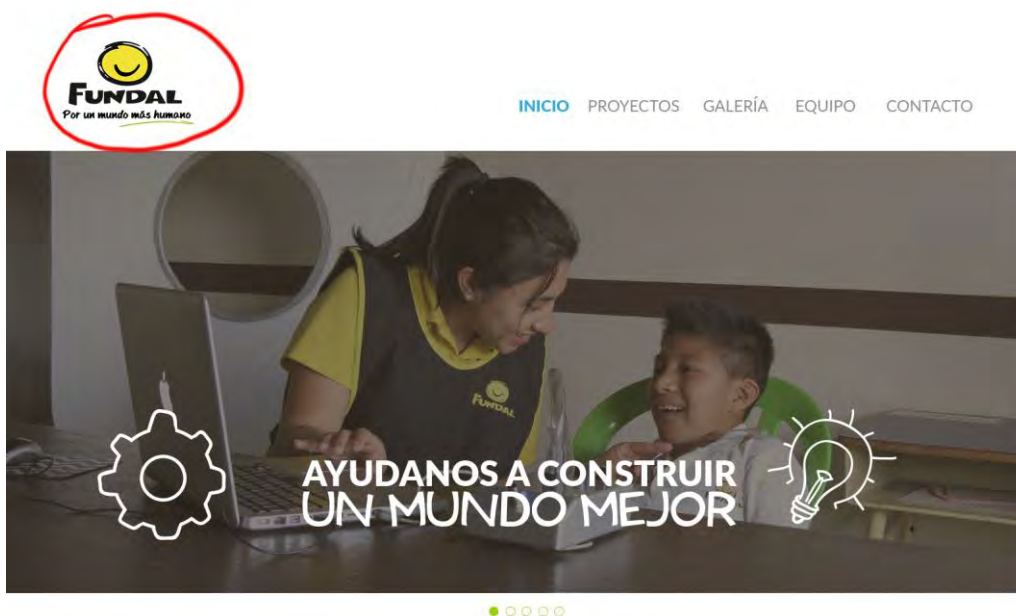 FUNDAL
Por un mundo más humano
INICIO PROYECTOS GALERÍA EQUIPO CONTACTO
FUNDAL
AYUDANOS A CONSTRUIR
UN MUNDO MEJOR